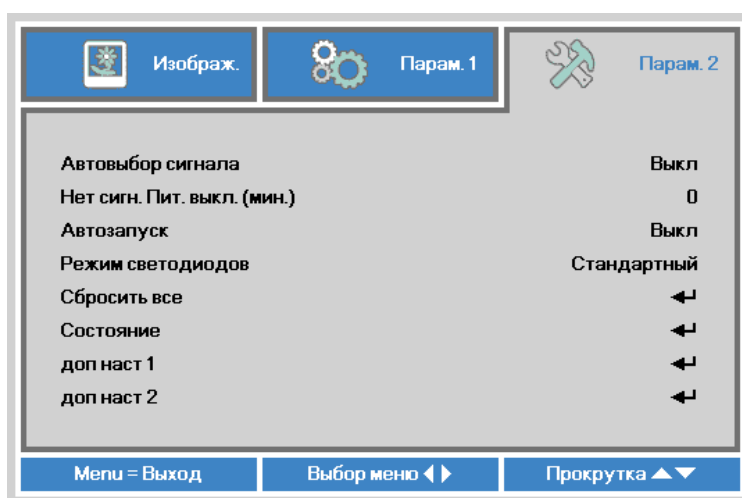 Изображ. Парам. 1 Парам. 2
Автовыбор сигнала Выкл
Нет сигн. Пит. выкл. (мин.) 0
Автозапуск Выкл
Режим светодиодов Стандартный
Сбросить все
Состояние
доп наст 1
доп наст 2
Menu = Выход Выбор меню Прокрутка